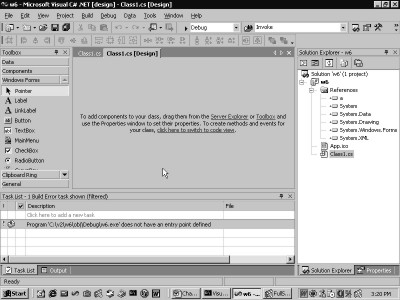 w6 - Microsoft Visual C# .NET [design] - Class1.cs [Design]
File Edit View Project Build Debug Data Tools Window Help
Debug
Invoke
Toolbox
Data
Components
Windows Forms
Pointer
Label
LinkLabel
Button
TextBox
MainMenu
CheckBox
RadioButton
Clipboard Ring
General
Class1.cs Class1.cs [Design]
To add components to your class, drag them from the Server Explorer or Toolbox and
use the Properties window to set their properties. To create methods and events for
your class, click here to switch to code view.
Solution Explorer - w6
Solution 'w6' (1 project)
w6
References
System
System.Data
System.Drawing
System.Windows.Forms
System.XML
App.ico
Class1.cs
Task List - 1 Build Error task shown (filtered)
! Description File
Click here to add a new task
Program 'C:\v2\w6\obj\Debug\w6.exe' does not have an entry point defined
Task List Output
Solution Explorer Properties
Ready
Start
Cha...
Visu...
w6 -...
FullS...
3:20 PM